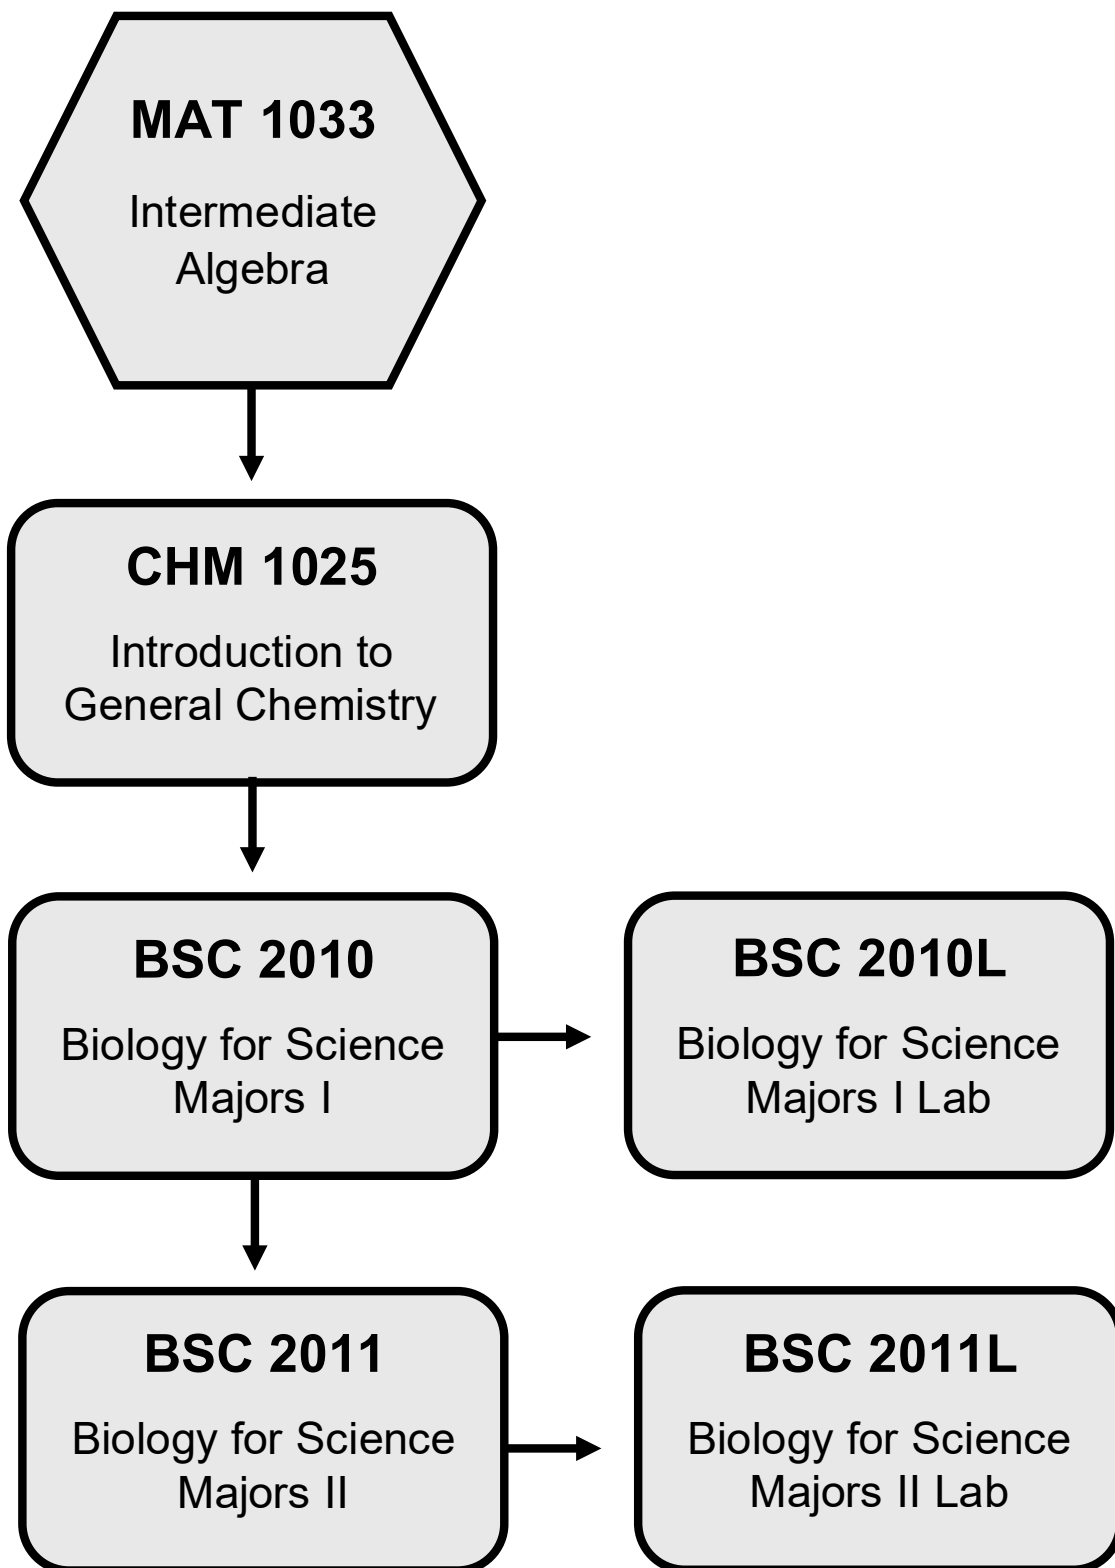 MAT 1033
Intermediate
Algebra
CHM 1025
Introduction to
General Chemistry
BSC 2010
Biology for Science
Majors I
BSC 2010L
Biology for Science
Majors I Lab
BSC 2011
Biology for Science
Majors II
BSC 2011L
Biology for Science
Majors II Lab